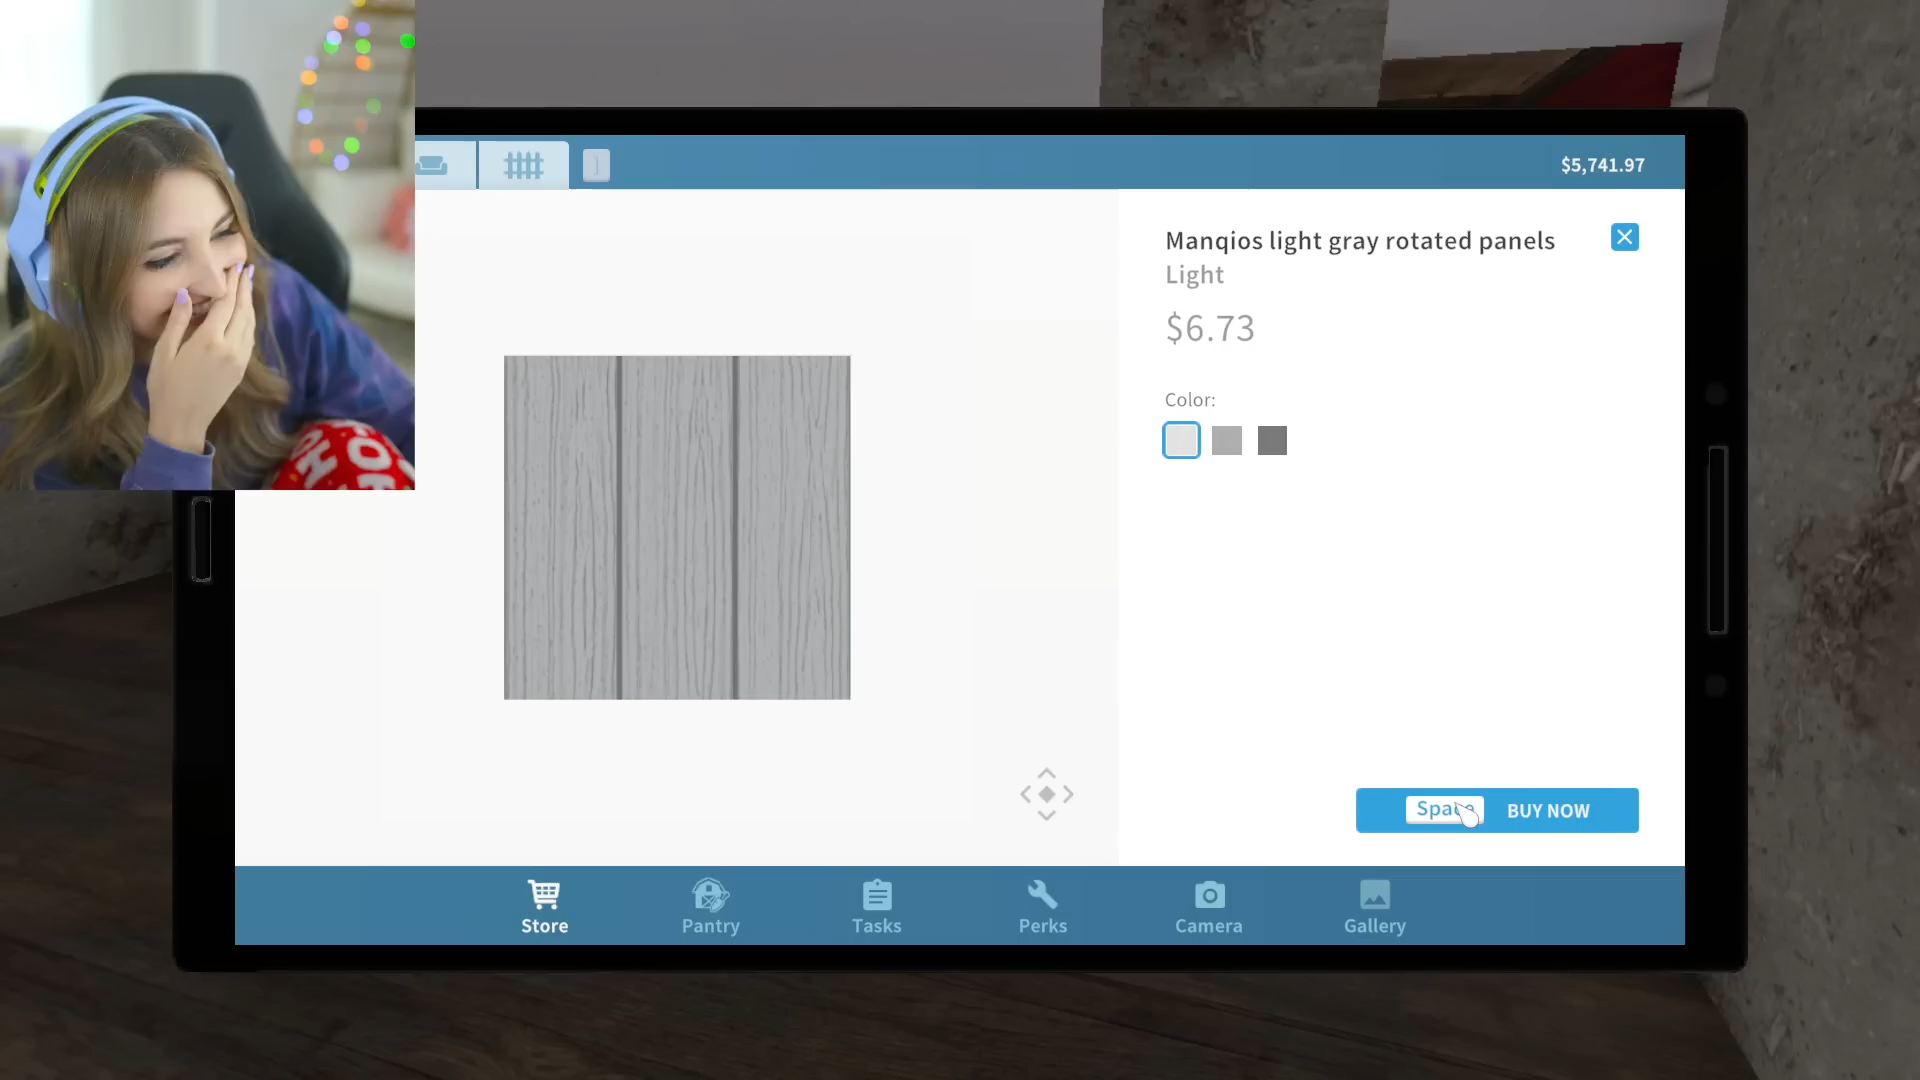 $5,741.97
Manqios light gray rotated panels
Light
$6.73
Color:
BUY NOW
Store
Pantry
Tasks
Perks
Camera
Gallery